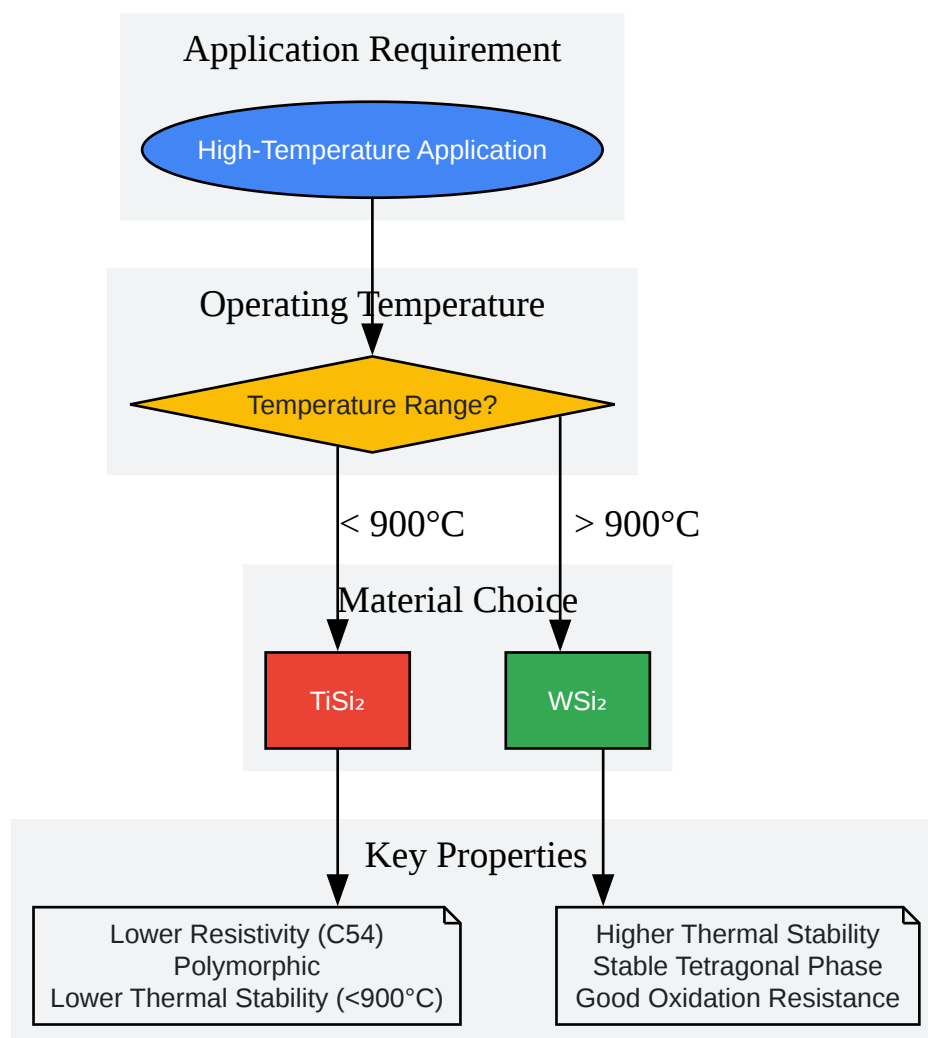 Application Requirement
High-Temperature Application
Operating Temperature
Temperature Range?
< 900°C
> 900°C
Material Choice
TiSi₂
WSi₂
Key Properties
Lower Resistivity (C54)
Polymorphic
Lower Thermal Stability (<900°C)
Higher Thermal Stability
Stable Tetragonal Phase
Good Oxidation Resistance